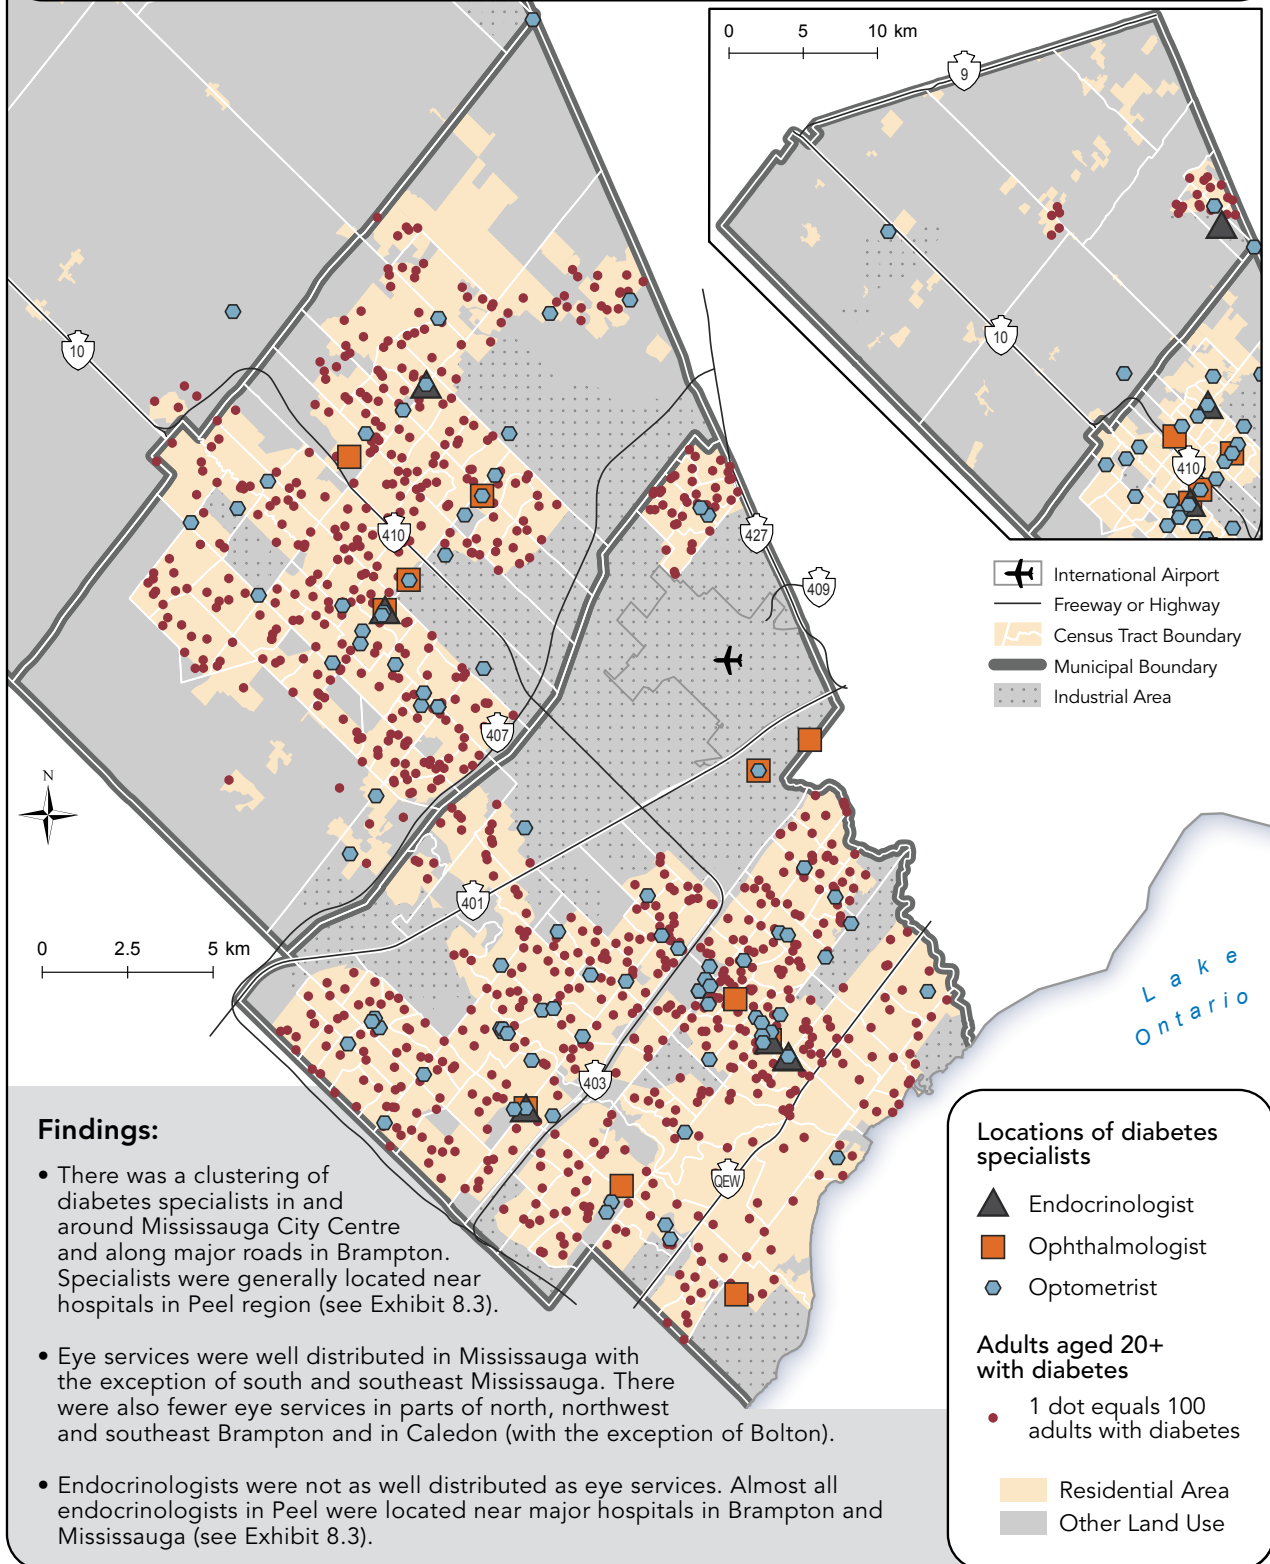 0 5 10 km
9
10
410
10
410
427
409
407
401
403
QEW
N
0 2.5 5 km
International Airport
Freeway or Highway
Census Tract Boundary
Municipal Boundary
Industrial Area
Lake
Ontario
Findings:
• There was a clustering of
diabetes specialists in and
around Mississauga City Centre
and along major roads in Brampton.
Specialists were generally located near
hospitals in Peel region (see Exhibit 8.3).
• Eye services were well distributed in Mississauga with
the exception of south and southeast Mississauga. There
were also fewer eye services in parts of north, northwest
and southeast Brampton and in Caledon (with the exception of Bolton).
• Endocrinologists were not as well distributed as eye services. Almost all
endocrinologists in Peel were located near major hospitals in Brampton and
Mississauga (see Exhibit 8.3).
Locations of diabetes
specialists
Endocrinologist
Ophthalmologist
Optometrist
Adults aged 20+
with diabetes
1 dot equals 100
adults with diabetes
Residential Area
Other Land Use